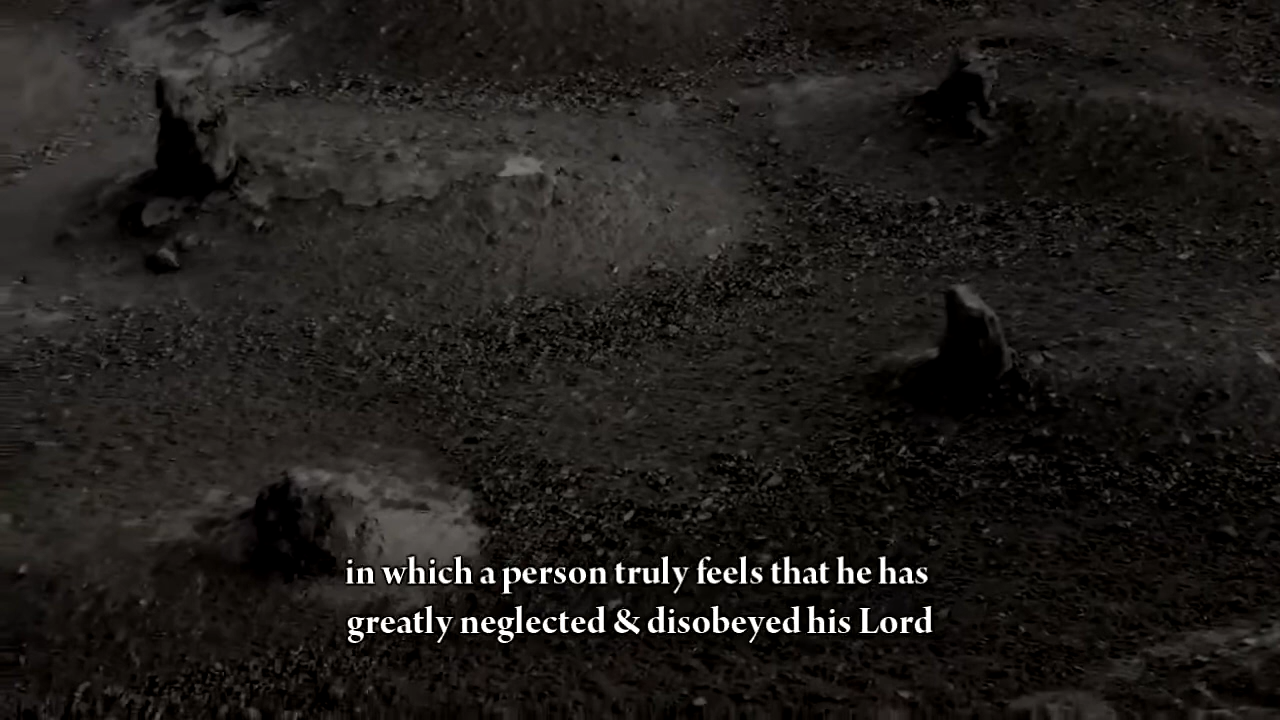 in which a person truly feels that he has
greatly neglected & disobeyed his Lord